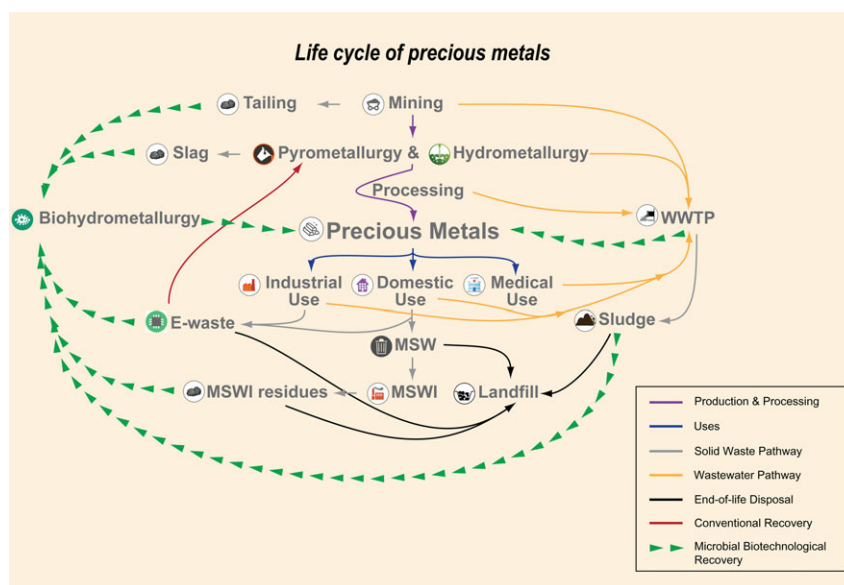 Life cycle of precious metals
Tailing
Mining
Slag
Pyrometallurgy &
Hydrometallurgy
Processing
Biohydrometallurgy
WWTP
Precious Metals
Industrial
Use
Domestic
Use
Medical
Use
E-waste
Sludge
MSW
MSWI residues
MSWI
Landfill
Production & Processing
Uses
Solid Waste Pathway
Wastewater Pathway
End-of-life Disposal
Conventional Recovery
Microbial Biotechnological
Recovery